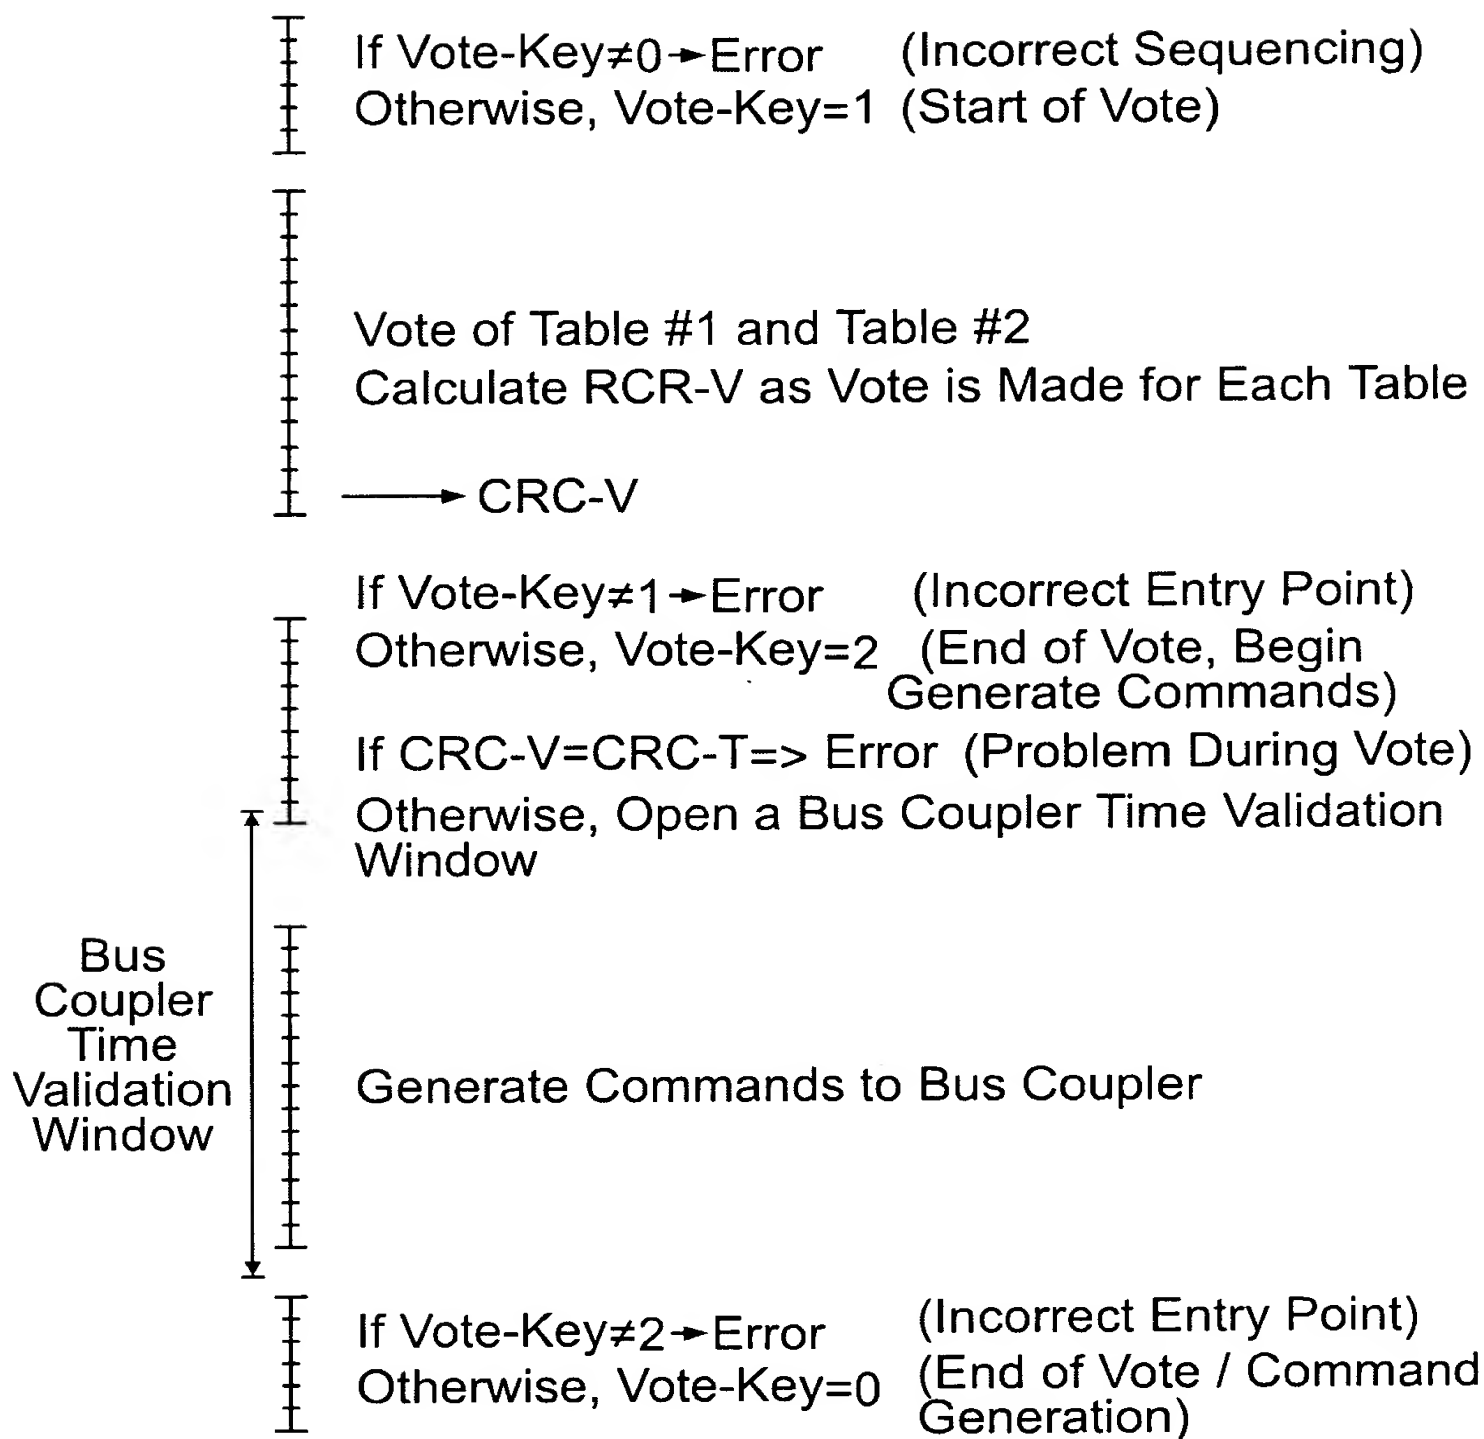 If Vote-Key≠0→Error (Incorrect Sequencing)
Otherwise, Vote-Key=1 (Start of Vote)
Vote of Table #1 and Table #2
Calculate RCR-V as Vote is Made for Each Table
→ CRC-V
If Vote-Key≠1→Error (Incorrect Entry Point)
Otherwise, Vote-Key=2 (End of Vote, Begin
Generate Commands)
If CRC-V=CRC-T=> Error (Problem During Vote)
Otherwise, Open a Bus Coupler Time Validation
Window
Bus
Coupler
Time
Validation
Window
Generate Commands to Bus Coupler
If Vote-Key≠2→Error (Incorrect Entry Point)
Otherwise, Vote-Key=0 (End of Vote / Command
Generation)